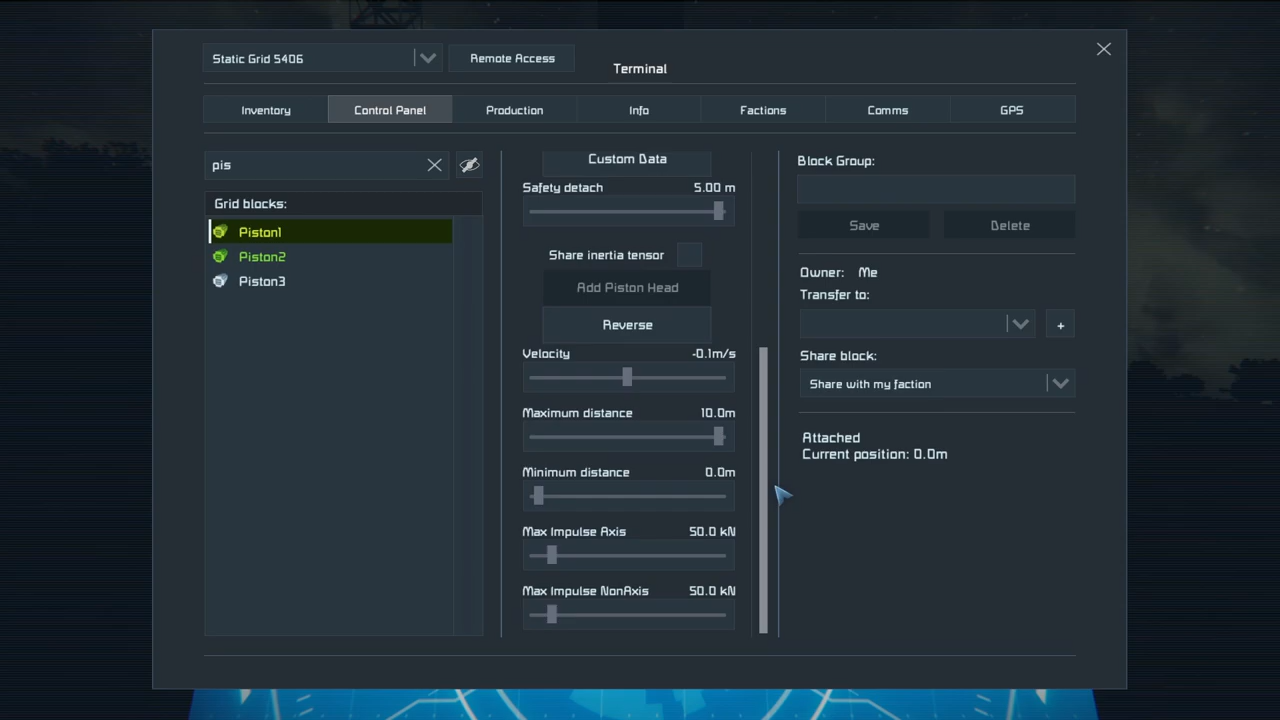 Static Grid 5406
Remote Access
Terminal
Inventory
Control Panel
Production
Info
Factions
Comms
GPS
pis
Grid blocks:
Piston1
Piston2
Piston3
Custom Data
Safety detach 5.00 m
Share inertia tensor
Add Piston Head
Reverse
Velocity -0.1m/s
Maximum distance 10.0m
Minimum distance 0.0m
Max Impulse Axis 50.0 kN
Max Impulse NonAxis 50.0 kN
Block Group:
Save
Delete
Owner: Me
Transfer to:
+
Share block:
Share with my faction
Attached
Current position: 0.0m